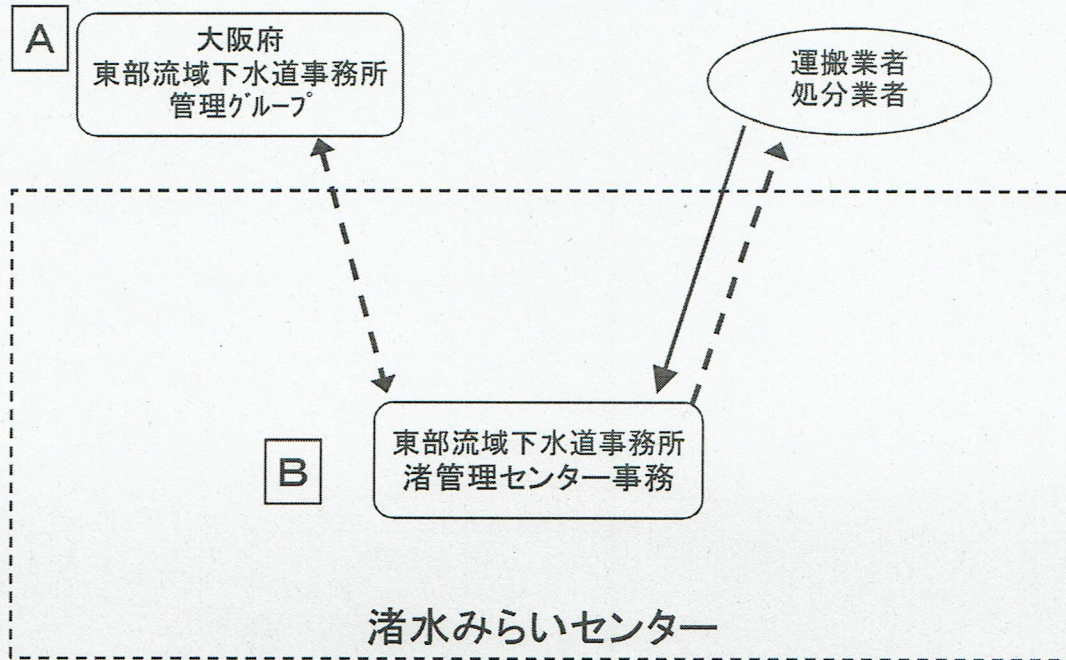 A
大阪府
東部流域下水道事務所
管理グループ
運搬業者
処分業者
B
東部流域下水道事務所
渚管理センター事務
渚水みらいセンター